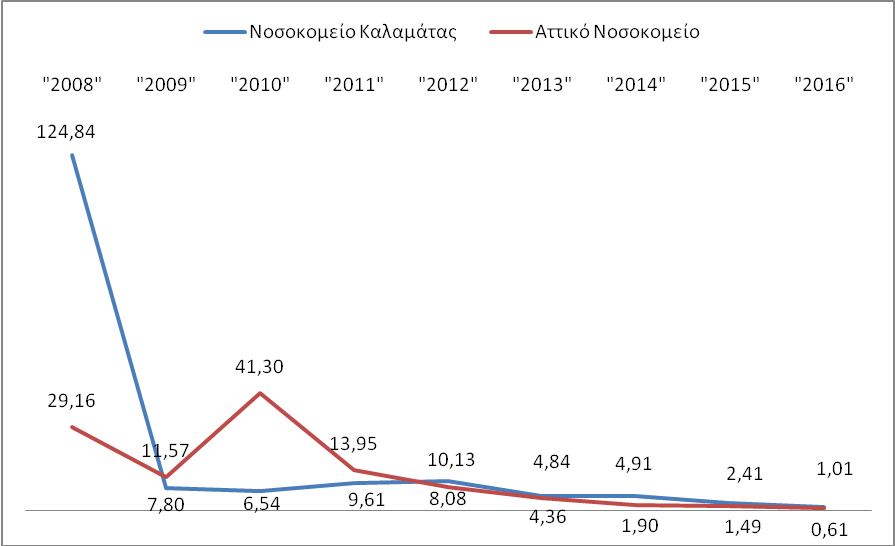 Νοσοκομείο Καλαμάτας Αττικό Νοσοκομείο
"2008" "2009" "2010" "2011" "2012" "2013" "2014" "2015" "2016"
124,84
41,30
29,16
11,57 13,95 10,13 4,84 4,91 2,41 1,01
7,80 6,54 9,61 8,08 4,36 1,90 1,49 0,61